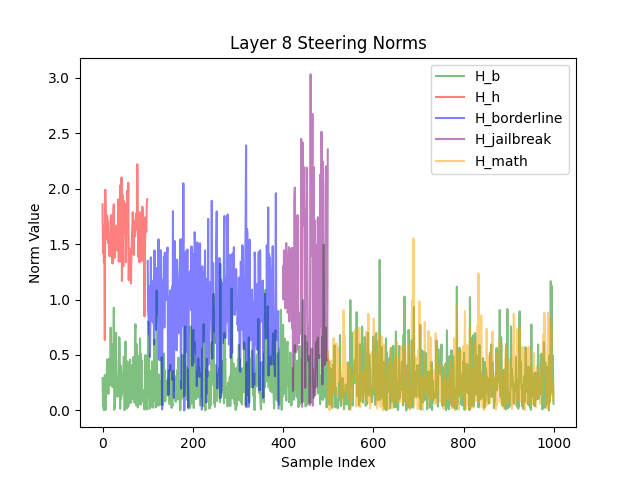 Layer 8 Steering Norms
H_b
H_h
H_borderline
H_jailbreak
H_math
Norm Value
3.0
2.5
2.0
1.5
1.0
0.5
0.0
0
200
400
600
800
1000
Sample Index